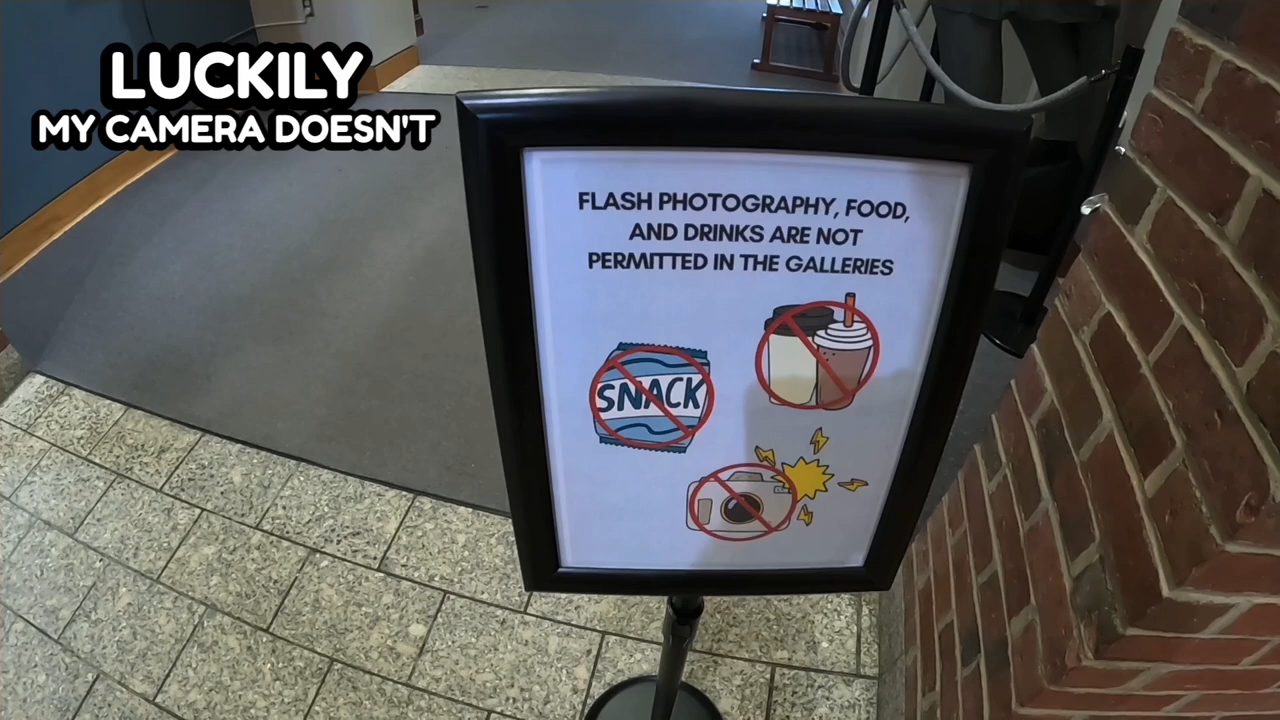 LUCKILY
MY CAMERA DOESN'T
FLASH PHOTOGRAPHY, FOOD,
AND DRINKS ARE NOT
PERMITTED IN THE GALLERIES
SNACK